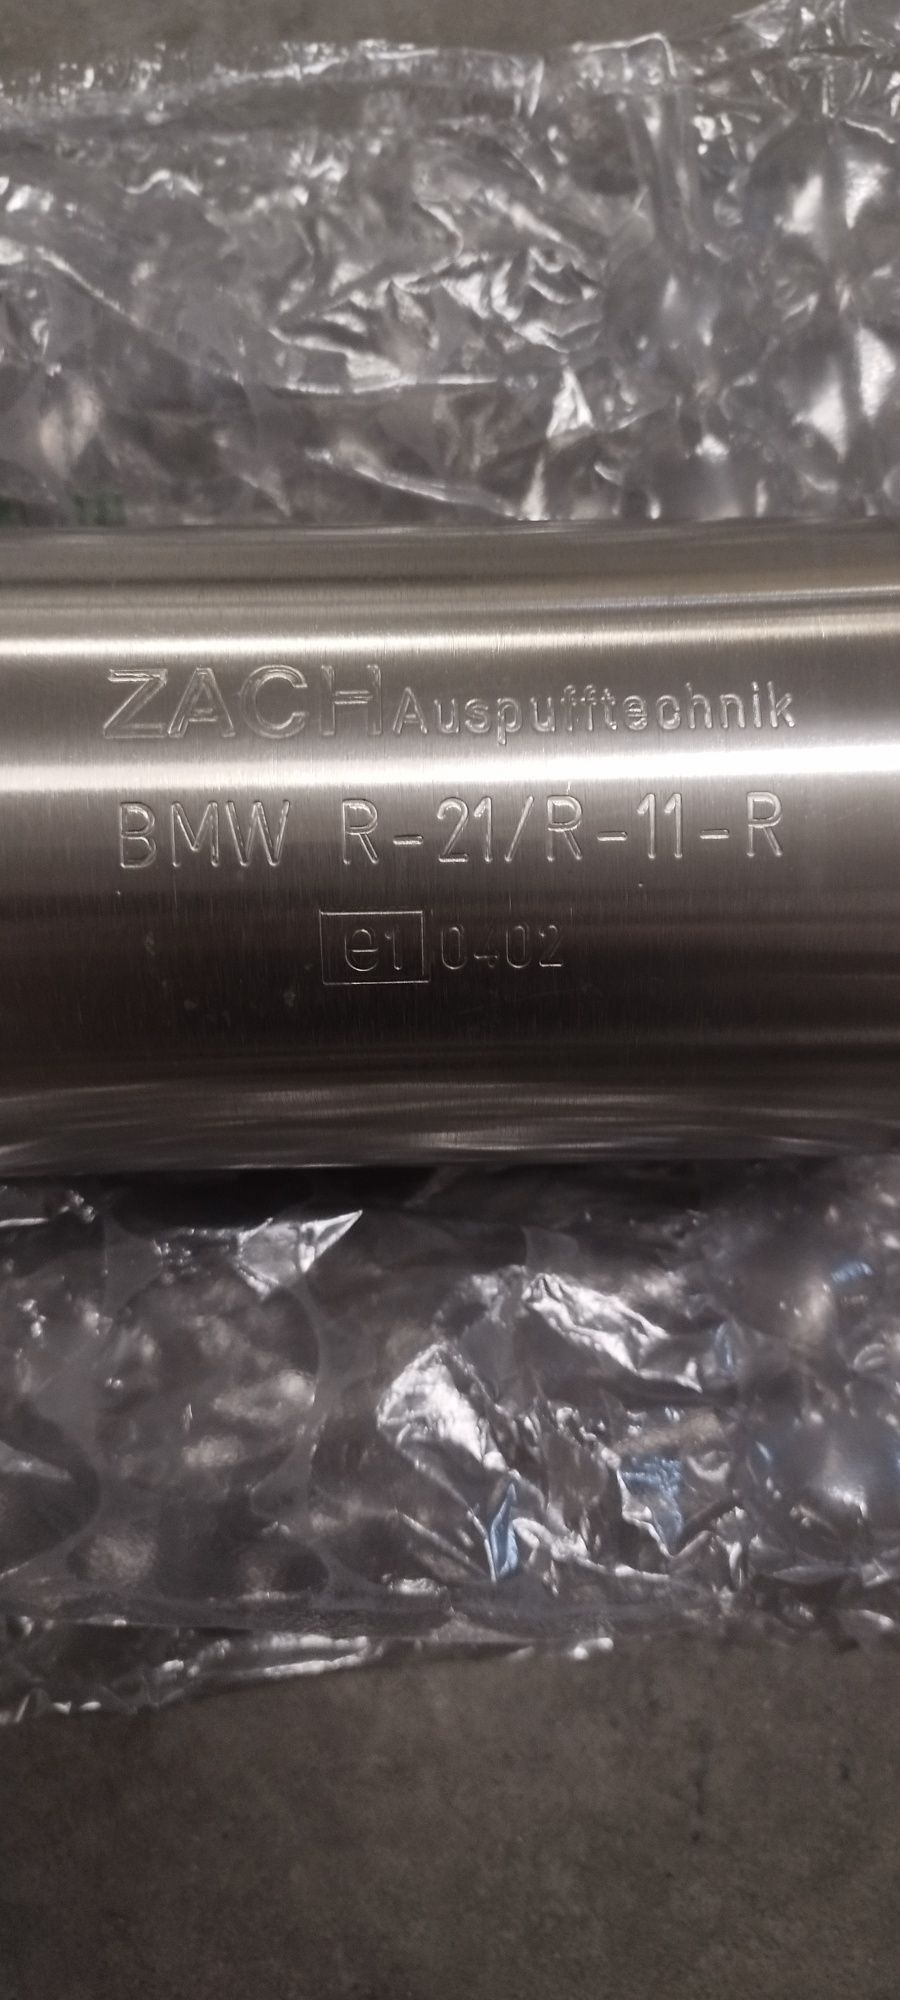 ZACH Auspufftechnik
BMW R-21/R-11-R
e1 0402